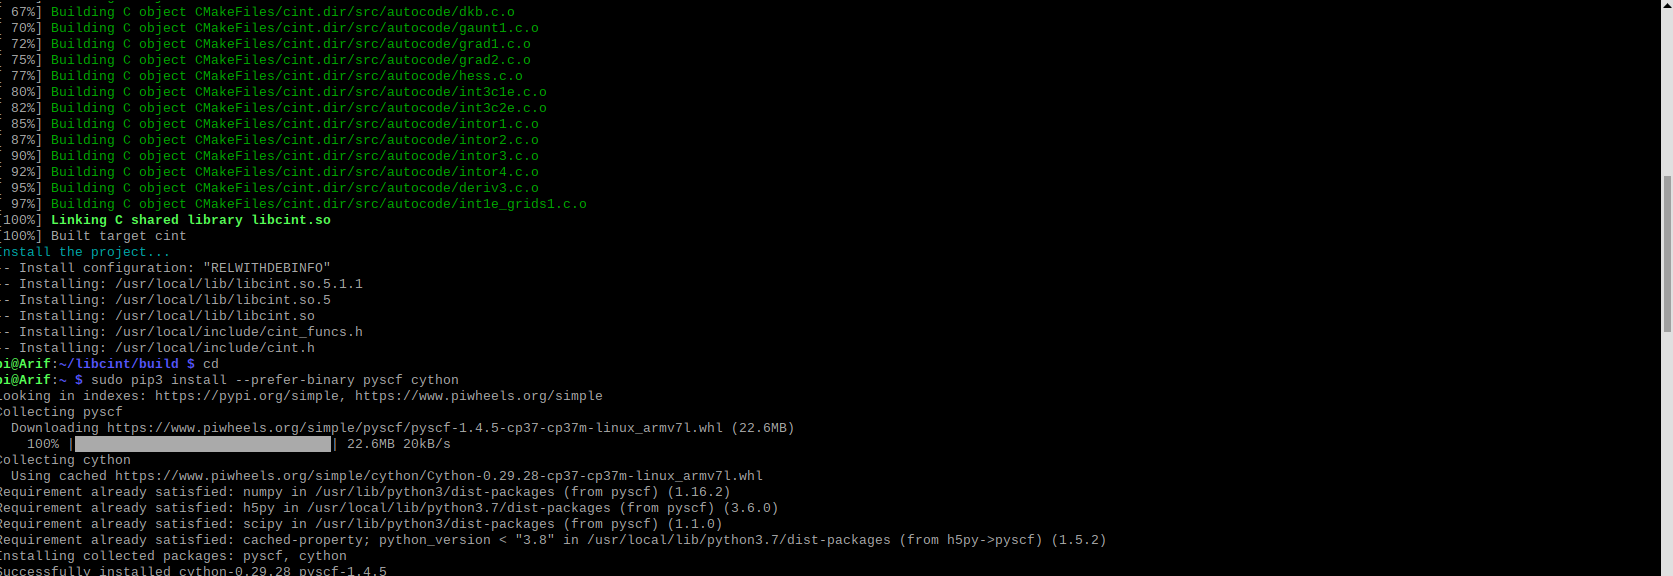 [ 67%] Building C object CMakeFiles/cint.dir/src/autocode/dkb.c.o
[ 70%] Building C object CMakeFiles/cint.dir/src/autocode/gaunt1.c.o
[ 72%] Building C object CMakeFiles/cint.dir/src/autocode/grad1.c.o
[ 75%] Building C object CMakeFiles/cint.dir/src/autocode/grad2.c.o
[ 77%] Building C object CMakeFiles/cint.dir/src/autocode/hess.c.o
[ 80%] Building C object CMakeFiles/cint.dir/src/autocode/int3c1e.c.o
[ 82%] Building C object CMakeFiles/cint.dir/src/autocode/int3c2e.c.o
[ 85%] Building C object CMakeFiles/cint.dir/src/autocode/intor1.c.o
[ 87%] Building C object CMakeFiles/cint.dir/src/autocode/intor2.c.o
[ 90%] Building C object CMakeFiles/cint.dir/src/autocode/intor3.c.o
[ 92%] Building C object CMakeFiles/cint.dir/src/autocode/intor4.c.o
[ 95%] Building C object CMakeFiles/cint.dir/src/autocode/deriv3.c.o
[ 97%] Building C object CMakeFiles/cint.dir/src/autocode/int1e_grids1.c.o
[100%] Linking C shared library libcint.so
[100%] Built target cint
Install the project...
-- Install configuration: "RELWITHDEBINFO"
-- Installing: /usr/local/lib/libcint.so.5.1.1
-- Installing: /usr/local/lib/libcint.so.5
-- Installing: /usr/local/lib/libcint.so
-- Installing: /usr/local/include/cint_funcs.h
-- Installing: /usr/local/include/cint.h
pi@Arif:~/libcint/build $ cd
pi@Arif:~ $ sudo pip3 install --prefer-binary pyscf cython
Looking in indexes: https://pypi.org/simple, https://www.piwheels.org/simple
Collecting pyscf
  Downloading https://www.piwheels.org/simple/pyscf/pyscf-1.4.5-cp37-cp37m-linux_armv7l.whl (22.6MB)
    100% |████████████████████████████████| 22.6MB 20kB/s
Collecting cython
  Using cached https://www.piwheels.org/simple/cython/Cython-0.29.28-cp37-cp37m-linux_armv7l.whl
Requirement already satisfied: numpy in /usr/lib/python3/dist-packages (from pyscf) (1.16.2)
Requirement already satisfied: h5py in /usr/local/lib/python3.7/dist-packages (from pyscf) (3.6.0)
Requirement already satisfied: scipy in /usr/lib/python3/dist-packages (from pyscf) (1.1.0)
Requirement already satisfied: cached-property; python_version < "3.8" in /usr/local/lib/python3.7/dist-packages (from h5py->pyscf) (1.5.2)
Installing collected packages: pyscf, cython
Successfully installed cython-0.29.28 pyscf-1.4.5